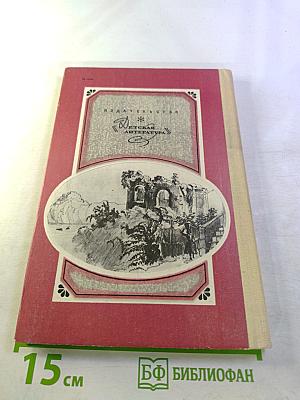 ИЗДАТЕЛЬСТВО
„ДЕТСКАЯ
ЛИТЕРАТУРА"
15 см
БФ БИБЛИОФАН